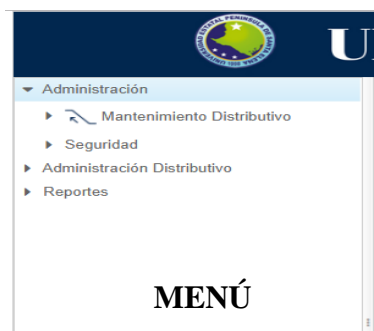 U
Administración
Mantenimiento Distributivo
Seguridad
Administración Distributivo
Reportes
MENÚ